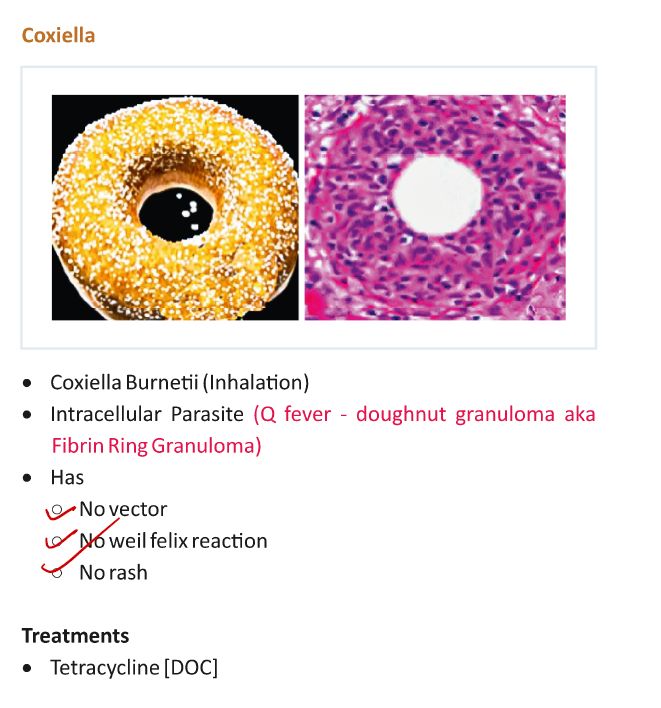 Coxiella
• Coxiella Burnetii (Inhalation)
• Intracellular Parasite (Q fever - doughnut granuloma aka
Fibrin Ring Granuloma)
• Has
○ No vector
○ No weil felix reaction
○ No rash
Treatments
• Tetracycline [DOC]